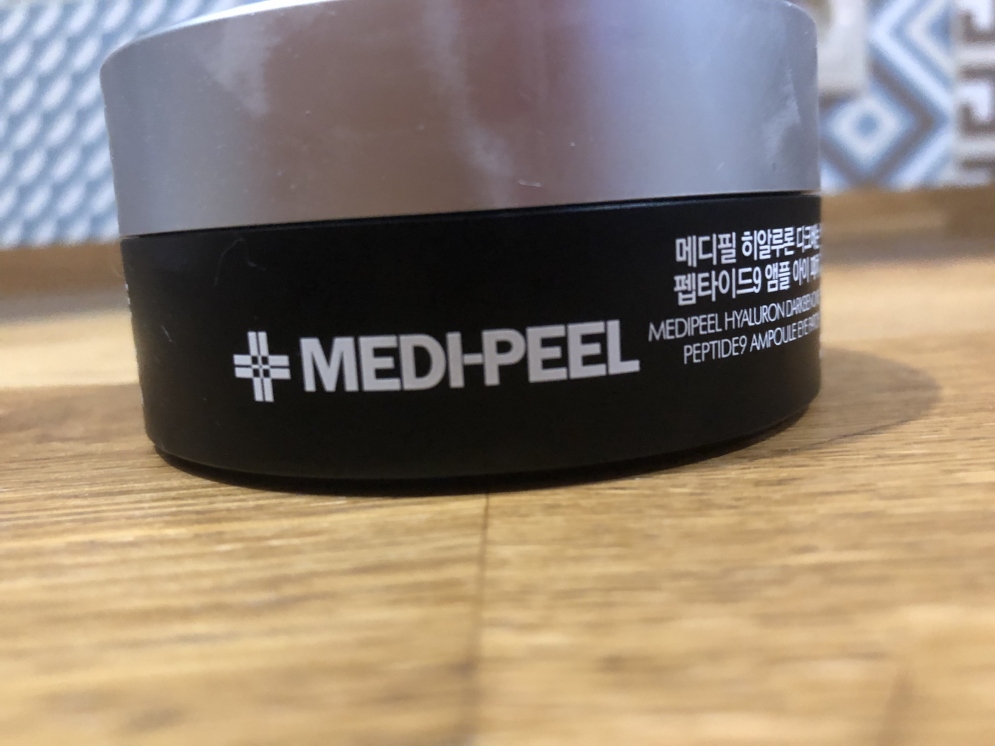 MEDI-PEEL
메디필 히알루론
펩타이드9 앰플 아이
MEDIPEEL HYALURON
PEPTIDE9 AMPOULE EYE